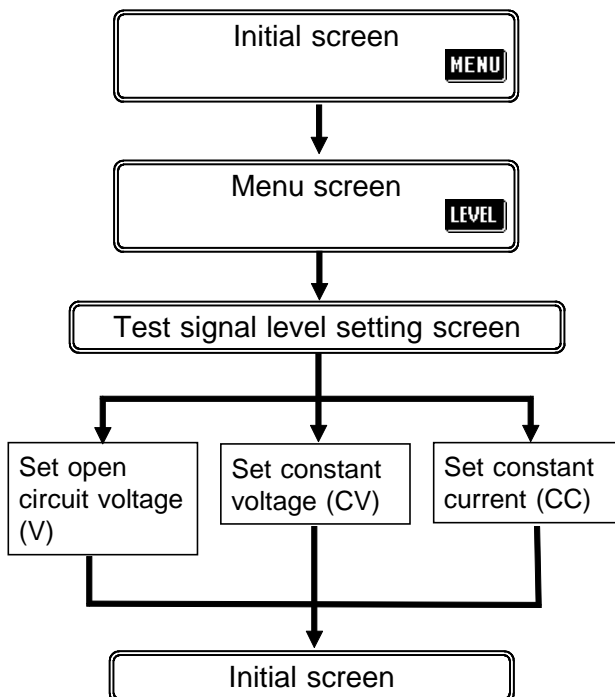 Initial screen
MENU
Menu screen
LEVEL
Test signal level setting screen
Set open
circuit voltage
(V)
Set constant
voltage (CV)
Set constant
current (CC)
Initial screen